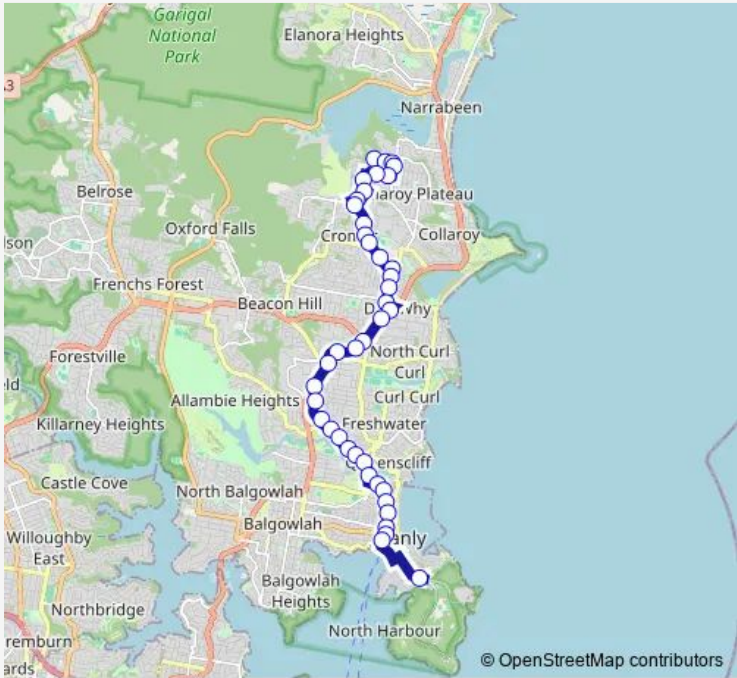 Garigal
National
Park
Elanora Heights
Narrabeen
Belrose
Plateau
Oxford Falls
Collaroy
Frenchs Forest
Beacon Hill
Forestville
North Curl
Curl
Curl Curl
Allambie Heights
Killarney Heights
Freshwater
Castle Cove
North Balgowlah
Balgowlah
Willoughby
East
Balgowlah
Heights
Northbridge
North Harbour
© OpenStreetMap contributors